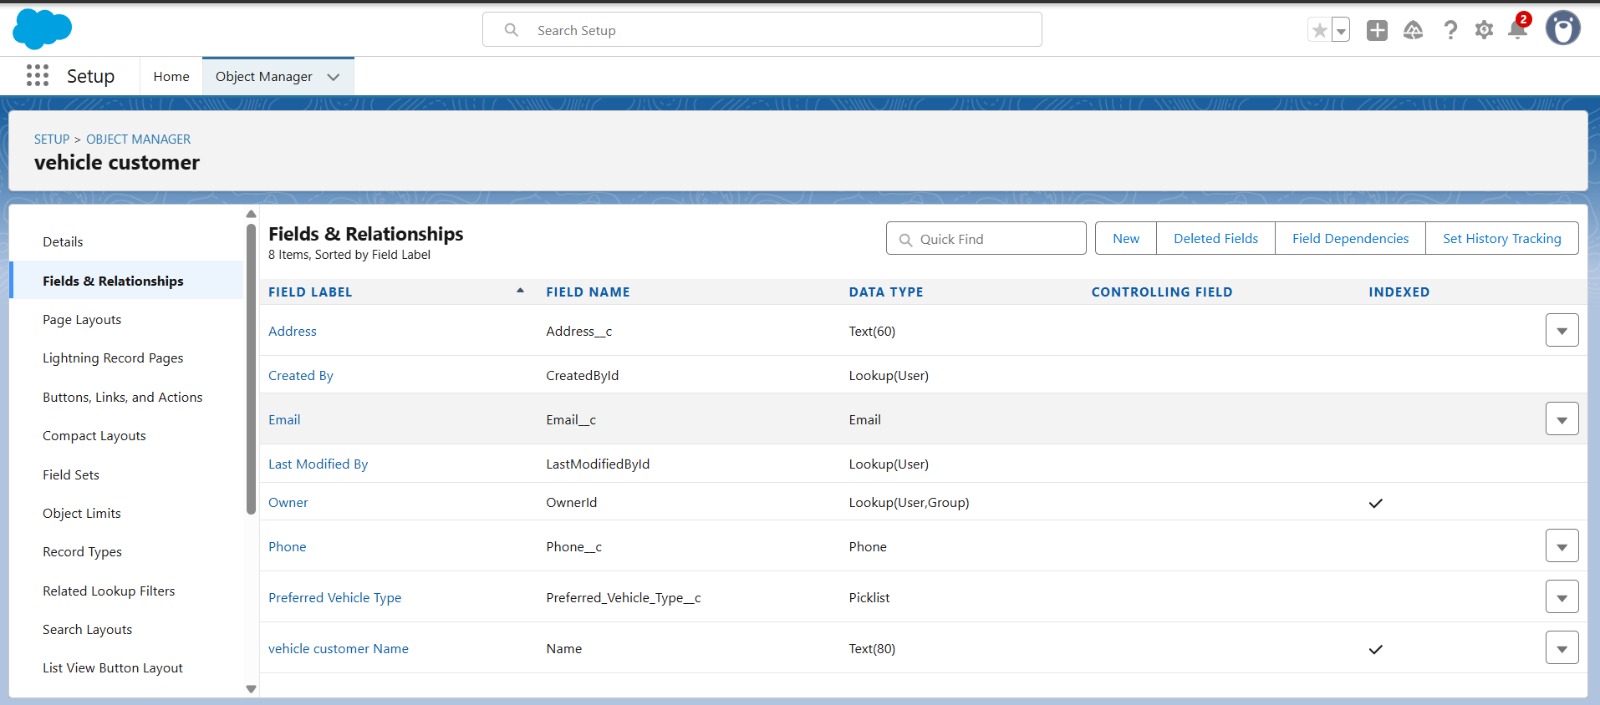 Search Setup
2
Setup
Home
Object Manager
SETUP > OBJECT MANAGER
vehicle customer
Details
Fields & Relationships
Page Layouts
Lightning Record Pages
Buttons, Links, and Actions
Compact Layouts
Field Sets
Object Limits
Record Types
Related Lookup Filters
Search Layouts
List View Button Layout
Fields & Relationships
8 Items, Sorted by Field Label
Quick Find
New
Deleted Fields
Field Dependencies
Set History Tracking
FIELD LABEL FIELD NAME DATA TYPE CONTROLLING FIELD INDEXED
Address Address__c Text(60)
Created By CreatedById Lookup(User)
Email Email__c Email
Last Modified By LastModifiedById Lookup(User)
Owner OwnerId Lookup(User,Group)
Phone Phone__c Phone
Preferred Vehicle Type Preferred_Vehicle_Type__c Picklist
vehicle customer Name Name Text(80)